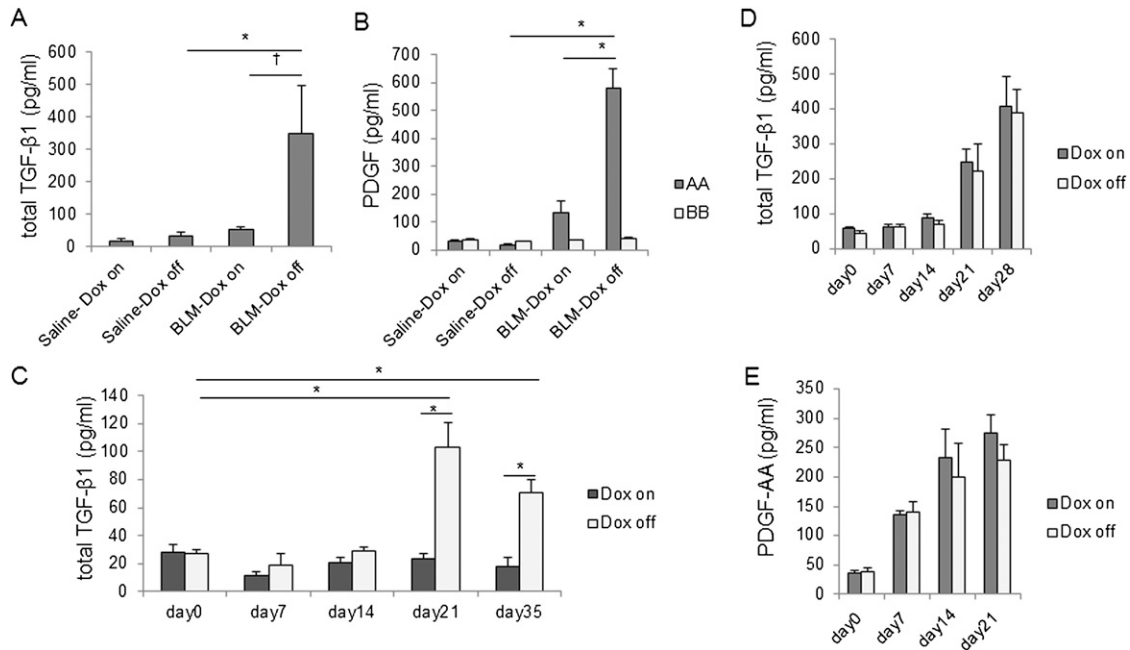 A
total TGF-β1 (pg/ml)
600
500
400
300
200
100
0
*
†
Saline- Dox on
Saline-Dox off
BLM-Dox on
BLM-Dox off
B
PDGF (pg/ml)
700
600
500
400
300
200
100
0
*
*
AA
BB
Saline-Dox on
Saline-Dox off
BLM-Dox on
BLM-Dox off
D
total TGF-β1 (pg/ml)
600
500
400
300
200
100
0
Dox on
Dox off
day0
day7
day14
day21
day28
C
total TGF-β1 (pg/ml)
140
120
100
80
60
40
20
0
*
*
*
*
Dox on
Dox off
day0
day7
day14
day21
day35
E
PDGF-AA (pg/ml)
350
300
250
200
150
100
50
0
Dox on
Dox off
day0
day7
day14
day21